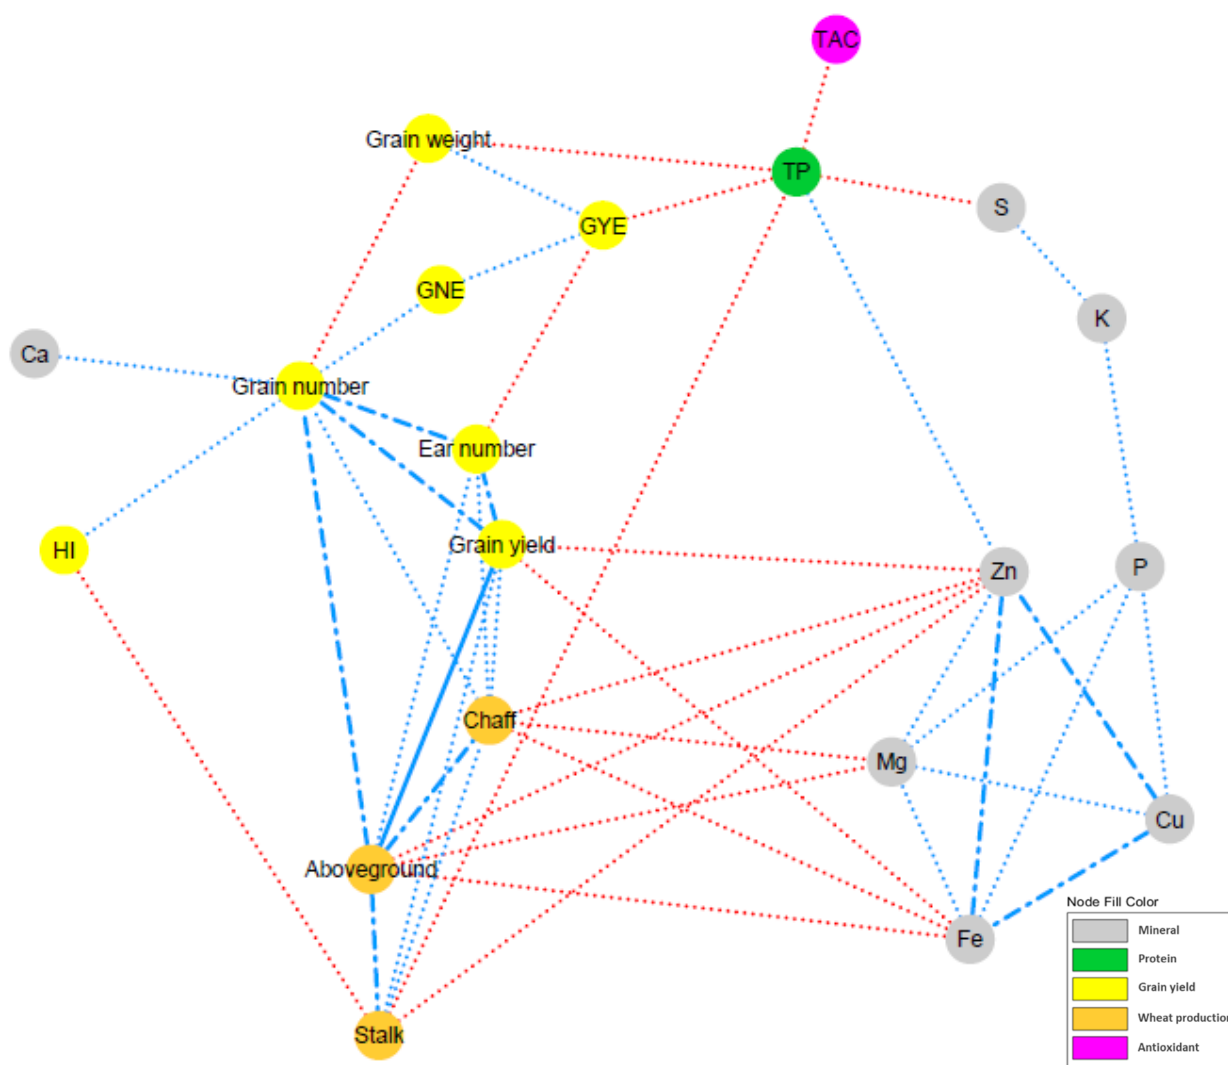 TAC
Grain weight
TP
S
GYE
GNE
K
Ca
Grain number
Ear number
HI
Grain yield
Zn
P
Chaff
Mg
Cu
Aboveground
Fe
Stalk
Node Fill Color
Mineral
Protein
Grain yield
Wheat production
Antioxidant